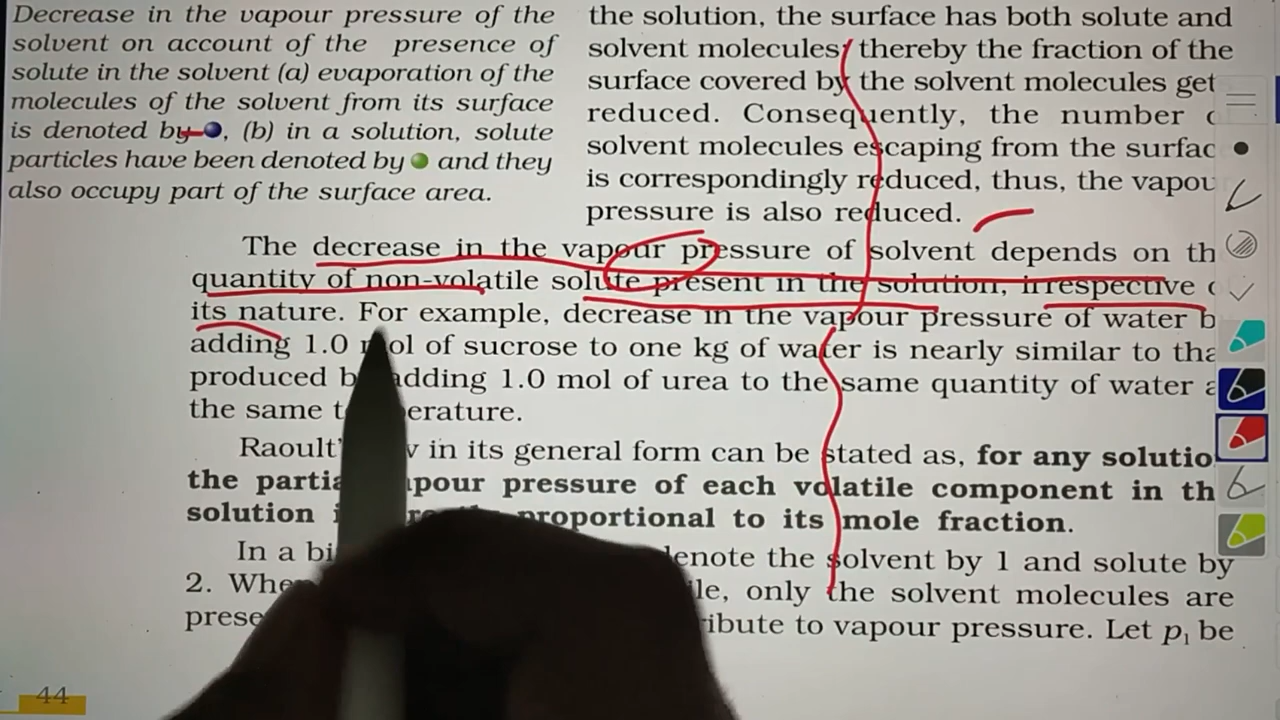 Decrease in the vapour pressure of the
solvent on account of the presence of
solute in the solvent (a) evaporation of the
molecules of the solvent from its surface
is denoted by , (b) in a solution, solute
particles have been denoted by and they
also occupy part of the surface area.
the solution, the surface has both solute and
solvent molecules; thereby the fraction of the
surface covered by the solvent molecules get
reduced. Consequently, the number
solvent molecules escaping from the surfac
is correspondingly reduced, thus, the vapou
pressure is also reduced.
The decrease in the vapour pressure of solvent depends on th
quantity of non-volatile solute present in the solution, irrespective
its nature. For example, decrease in the vapour pressure of water b
adding 1.0 mol of sucrose to one kg of water is nearly similar to tha
produced b adding 1.0 mol of urea to the same quantity of water a
the same t erature.
Raoult' in its general form can be stated as, for any solutio
the partia pour pressure of each volatile component in th
solution proportional to its mole fraction.
In a bi enote the solvent by 1 and solute by
2. Whe le, only the solvent molecules are
prese ribute to vapour pressure. Let p₁ be
44